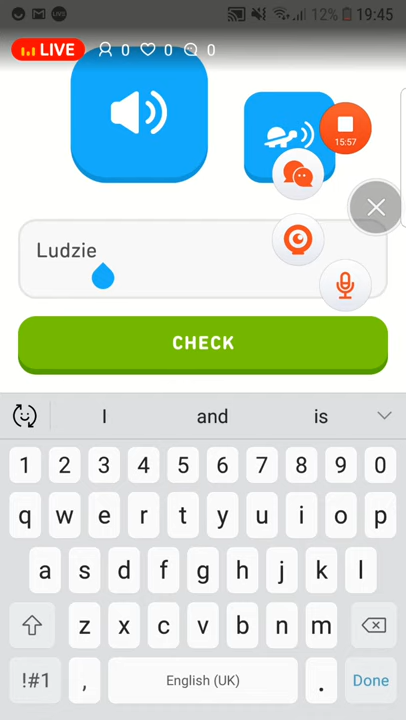 12% 19:45
LIVE 0 0 0
15:57
Ludzie
CHECK
I and is
1 2 3 4 5 6 7 8 9 0
q w e r t y u i o p
a s d f g h j k l
z x c v b n m
!#1 , English (UK) . Done